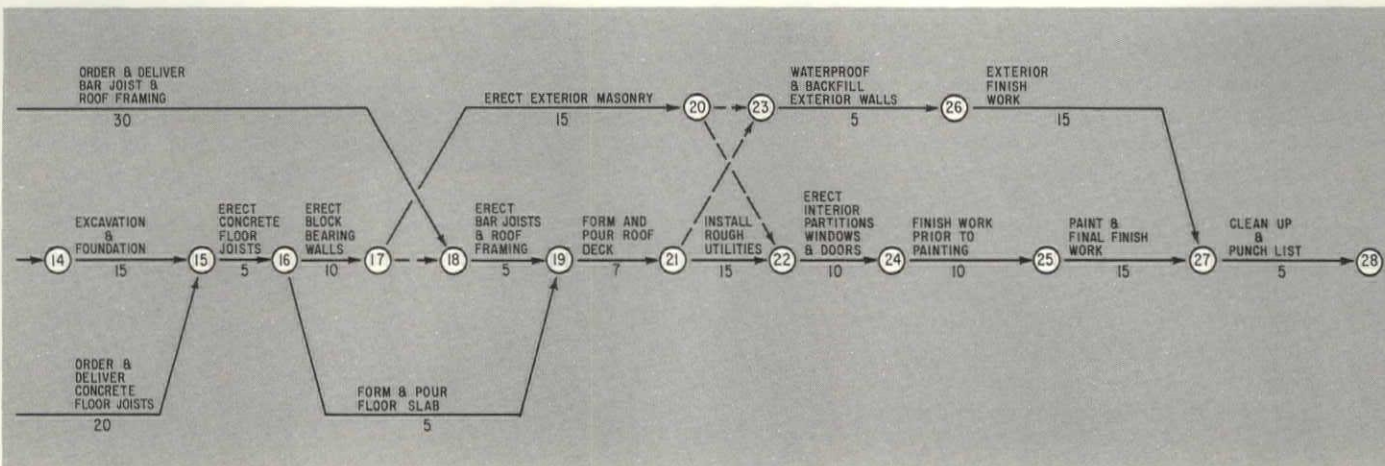 ORDER & DELIVER
BAR JOIST &
ROOF FRAMING
30
ERECT EXTERIOR MASONRY
15
20
23
WATERPROOF
& BACKFILL
EXTERIOR WALLS
5
26
EXTERIOR
FINISH
WORK
15
14
EXCAVATION
&
FOUNDATION
15
15
ERECT
CONCRETE
FLOOR
JOISTS
5
16
ERECT
BLOCK
BEARING
WALLS
10
17
18
ERECT
BAR JOISTS
& ROOF
FRAMING
5
19
FORM AND
POUR ROOF
DECK
7
21
INSTALL
ROUGH
UTILITIES
15
22
ERECT
INTERIOR
PARTITIONS
WINDOWS
& DOORS
10
24
FINISH WORK
PRIOR TO
PAINTING
10
25
PAINT &
FINAL FINISH
WORK
15
27
CLEAN UP
&
PUNCH LIST
5
28
ORDER &
DELIVER
CONCRETE
FLOOR JOISTS
20
FORM & POUR
FLOOR SLAB
5